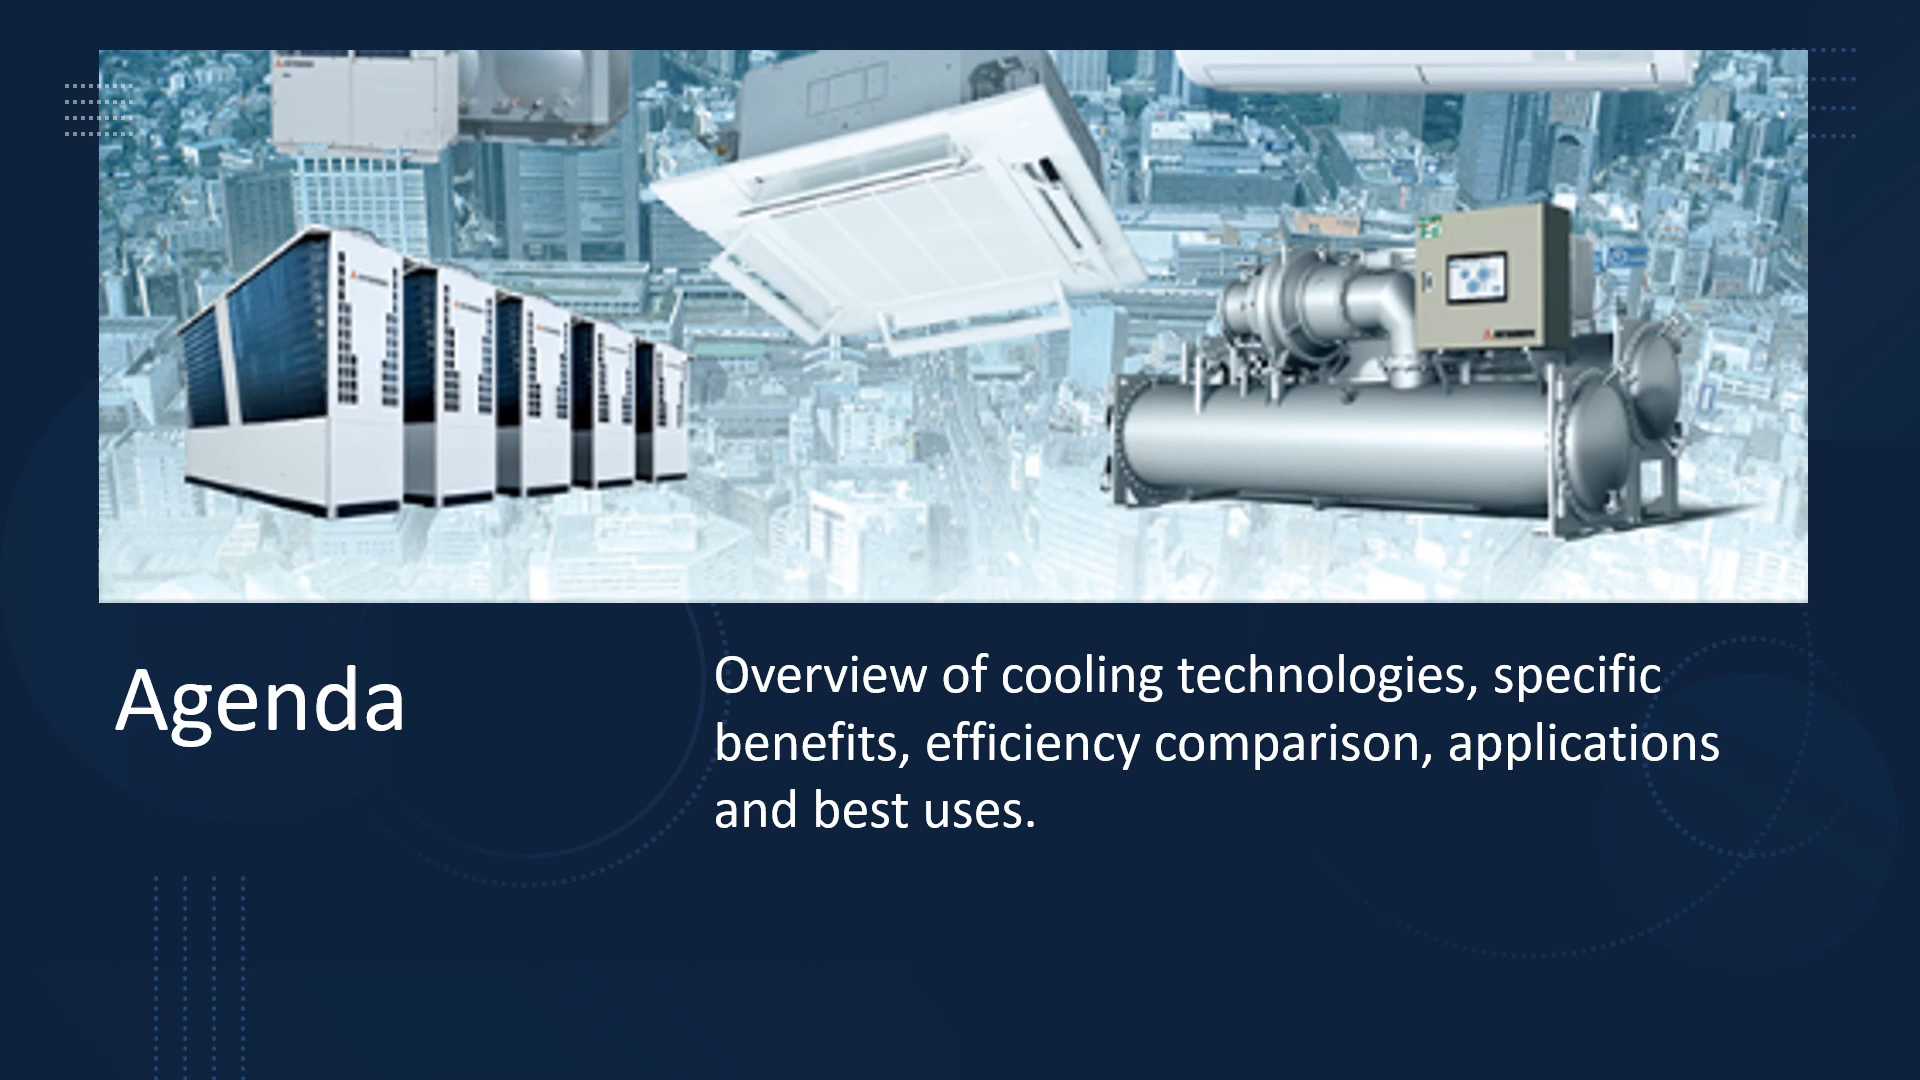 Agenda
Overview of cooling technologies, specific
benefits, efficiency comparison, applications
and best uses.